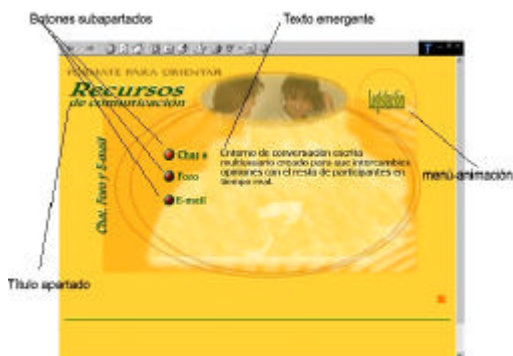 Botones subapartados
Texto emergente
FÓRMATE PARA ORIENTAR
Recursos
de comunicación
Legislación
Chat, Foro y E-mail
Chat
Entorno de conversación escrita
multiusuario creado para que intercambies
opiniones con el resto de participantes en
tiempo real.
Foro
E-mail
menú-animación
Título apartado